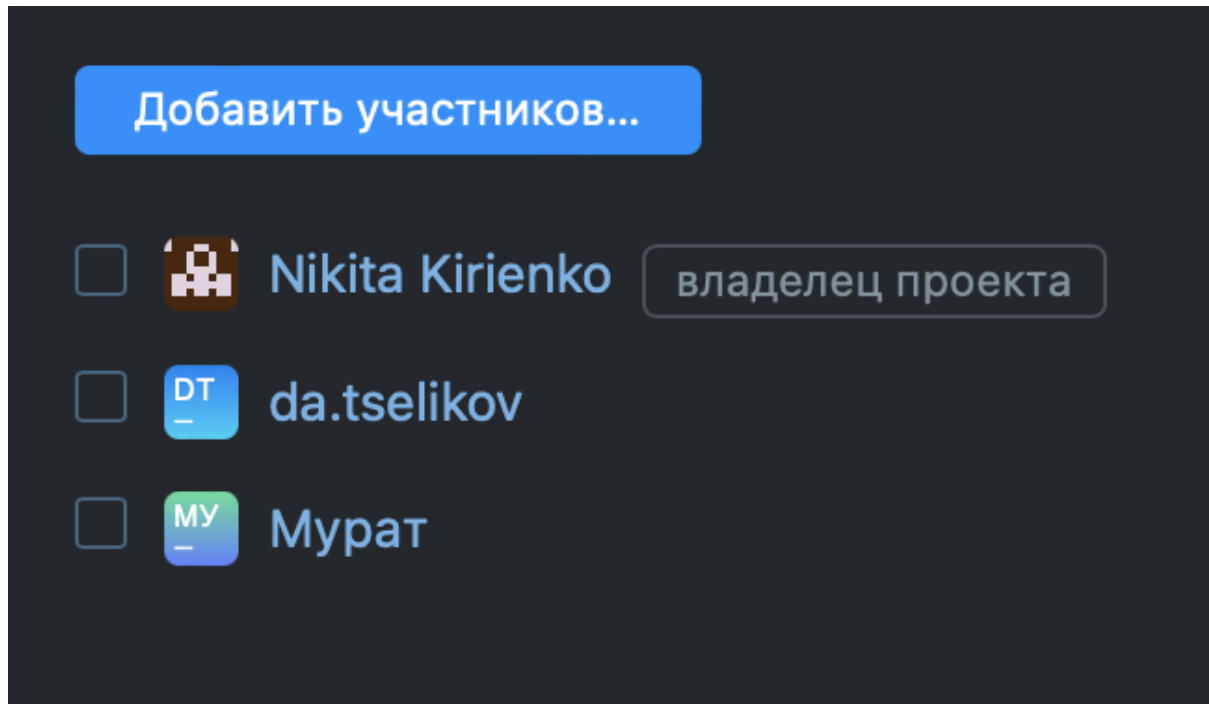 Добавить участников...
Nikita Kirienko владелец проекта
DT
da.tselikov
МУ
Мурат